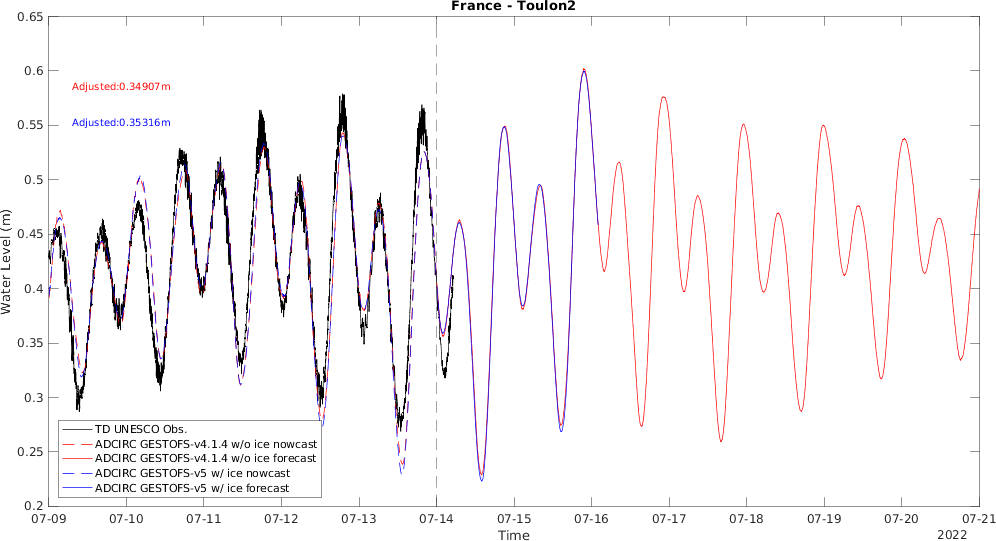 France - Toulon2
0.65
0.6
0.55
0.5
0.45
0.4
0.35
0.3
0.25
0.2
Water Level (m)
Adjusted:0.34907m
Adjusted:0.35316m
TD UNESCO Obs.
ADCIRC GESTOFS-v4.1.4 w/o ice nowcast
ADCIRC GESTOFS-v4.1.4 w/o ice forecast
ADCIRC GESTOFS-v5 w/ ice nowcast
ADCIRC GESTOFS-v5 w/ ice forecast
07-09 07-10 07-11 07-12 07-13 07-14 07-15 07-16 07-17 07-18 07-19 07-20 07-21
Time
2022